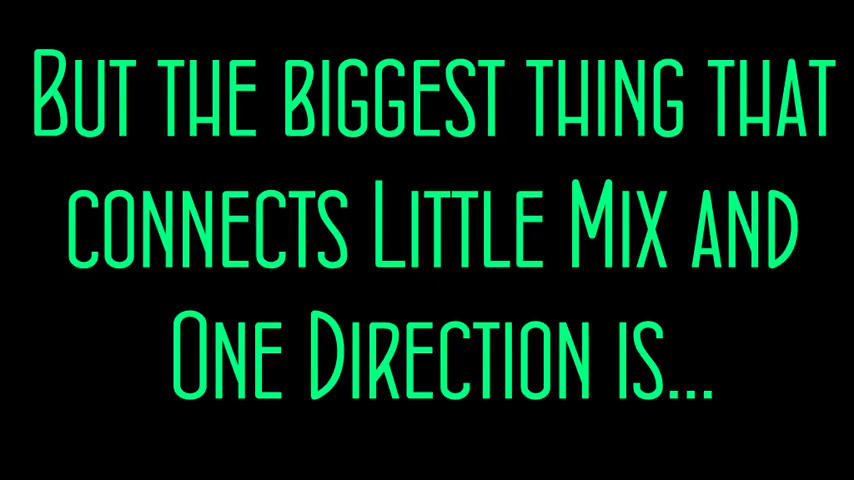 But the biggest thing that
connects Little Mix and
One Direction is...